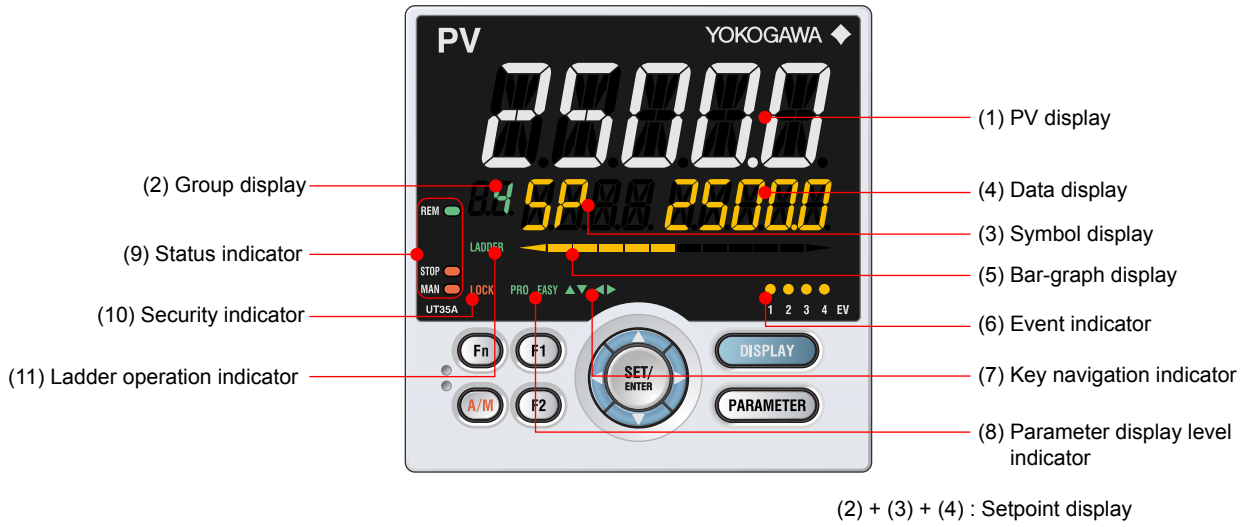 PV
YOKOGAWA
2500.0
(1) PV display
(2) Group display
4 SP 2500.0
(4) Data display
REM
(3) Symbol display
(9) Status indicator
LADDER
(5) Bar-graph display
STOP
MAN LOCK PRO EASY ▲▼ ◀▶
(10) Security indicator
UT35A
1 2 3 4 EV
(6) Event indicator
Fn F1 DISPLAY
(11) Ladder operation indicator
SET/
ENTER
(7) Key navigation indicator
A/M F2 PARAMETER
(8) Parameter display level
indicator
(2) + (3) + (4) : Setpoint display